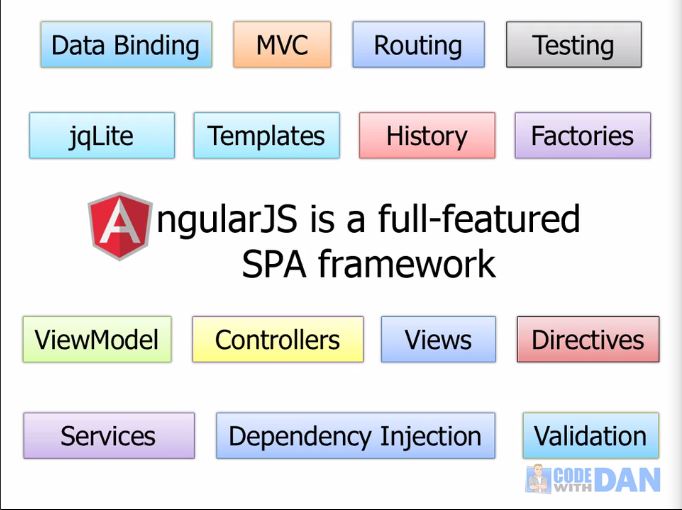 Data Binding MVC Routing Testing
jqLite Templates History Factories
AngularJS is a full-featured
SPA framework
ViewModel Controllers Views Directives
Services Dependency Injection Validation
CODE WITH DAN